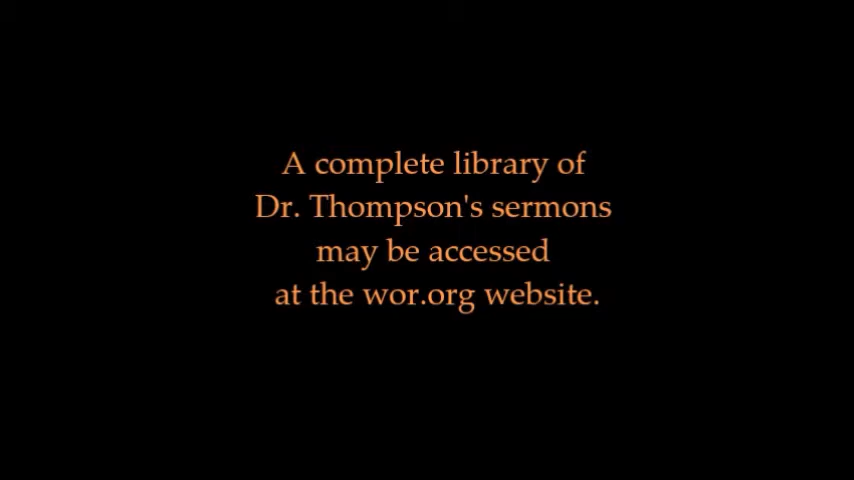 A complete library of
Dr. Thompson's sermons
may be accessed
at the wor.org website.